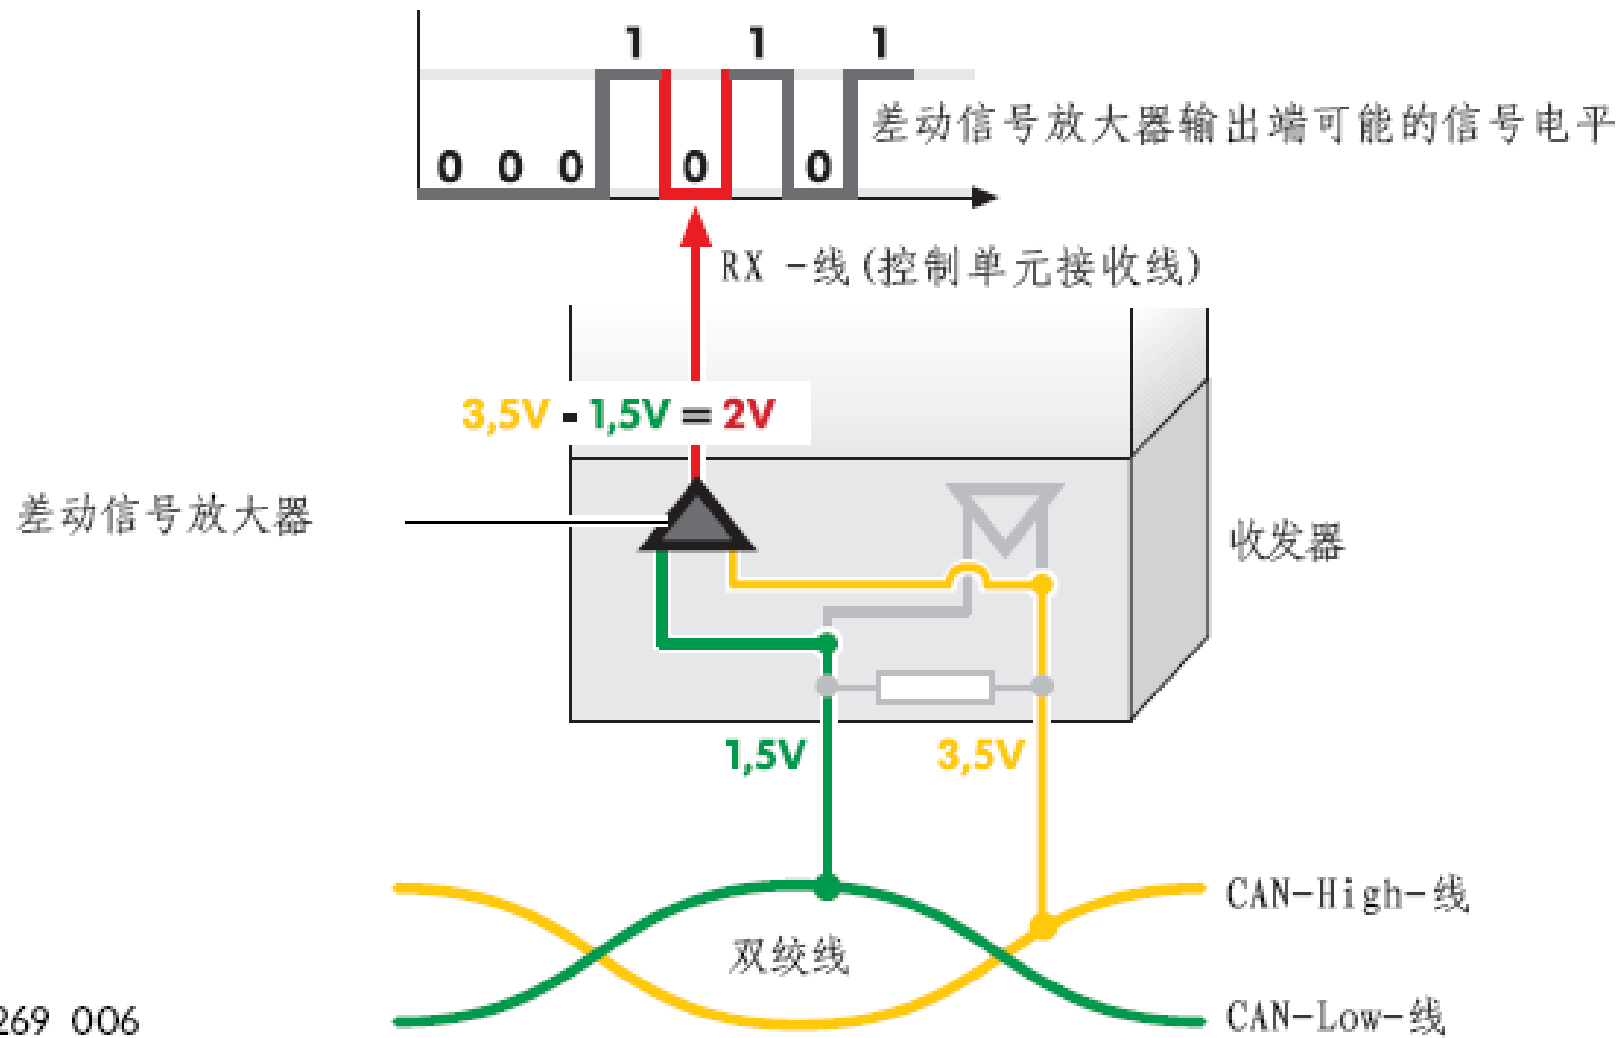 1 1 1
差动信号放大器输出端可能的信号电平
0 0 0 0 0
RX -线(控制单元接收线)
3,5V - 1,5V = 2V
差动信号放大器
收发器
1,5V 3,5V
CAN-High-线
双绞线
CAN-Low-线
269 006